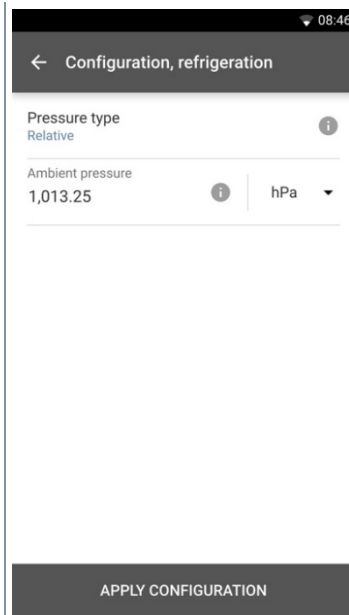 08:46
Configuration, refrigeration
Pressure type
Relative
Ambient pressure
1,013.25 hPa
APPLY CONFIGURATION